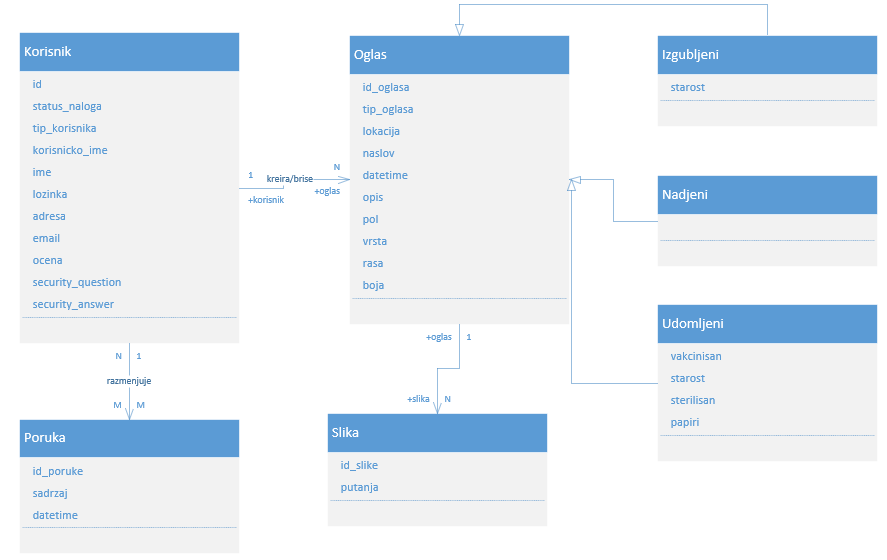 Korisnik
id
status_naloga
tip_korisnika
korisnicko_ime
ime
lozinka
adresa
email
ocena
security_question
security_answer
1
kreira/brise
N
+korisnik
+oglas
Oglas
id_oglasa
tip_oglasa
lokacija
naslov
datetime
opis
pol
vrsta
rasa
boja
Izgubljeni
starost
Nadjeni
Udomljeni
vakcinisan
starost
sterilisan
papiri
N 1
razmenjuje
M M
Poruka
id_poruke
sadrzaj
datetime
+oglas 1
+slika N
Slika
id_slike
putanja